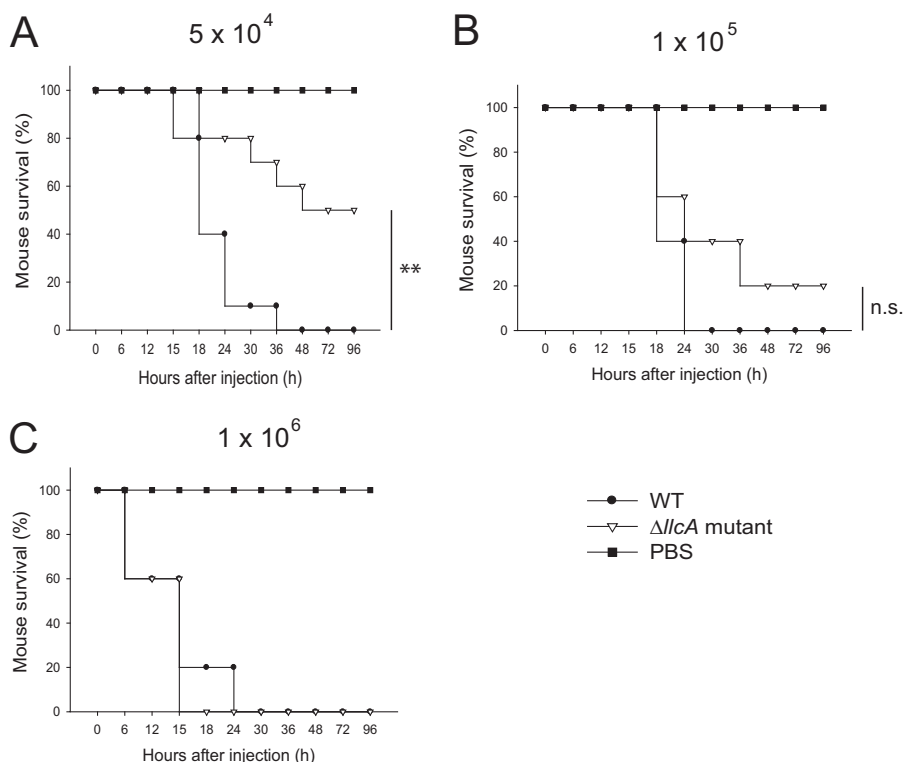 A
5 x 10^4
Mouse survival (%)
100
80
60
40
20
0
0 6 12 15 18 24 30 36 48 72 96
Hours after injection (h)
**
B
1 x 10^5
Mouse survival (%)
100
80
60
40
20
0
0 6 12 15 18 24 30 36 48 72 96
Hours after injection (h)
n.s.
C
1 x 10^6
Mouse survival (%)
100
80
60
40
20
0
0 6 12 15 18 24 30 36 48 72 96
Hours after injection (h)
WT
ΔllcA mutant
PBS